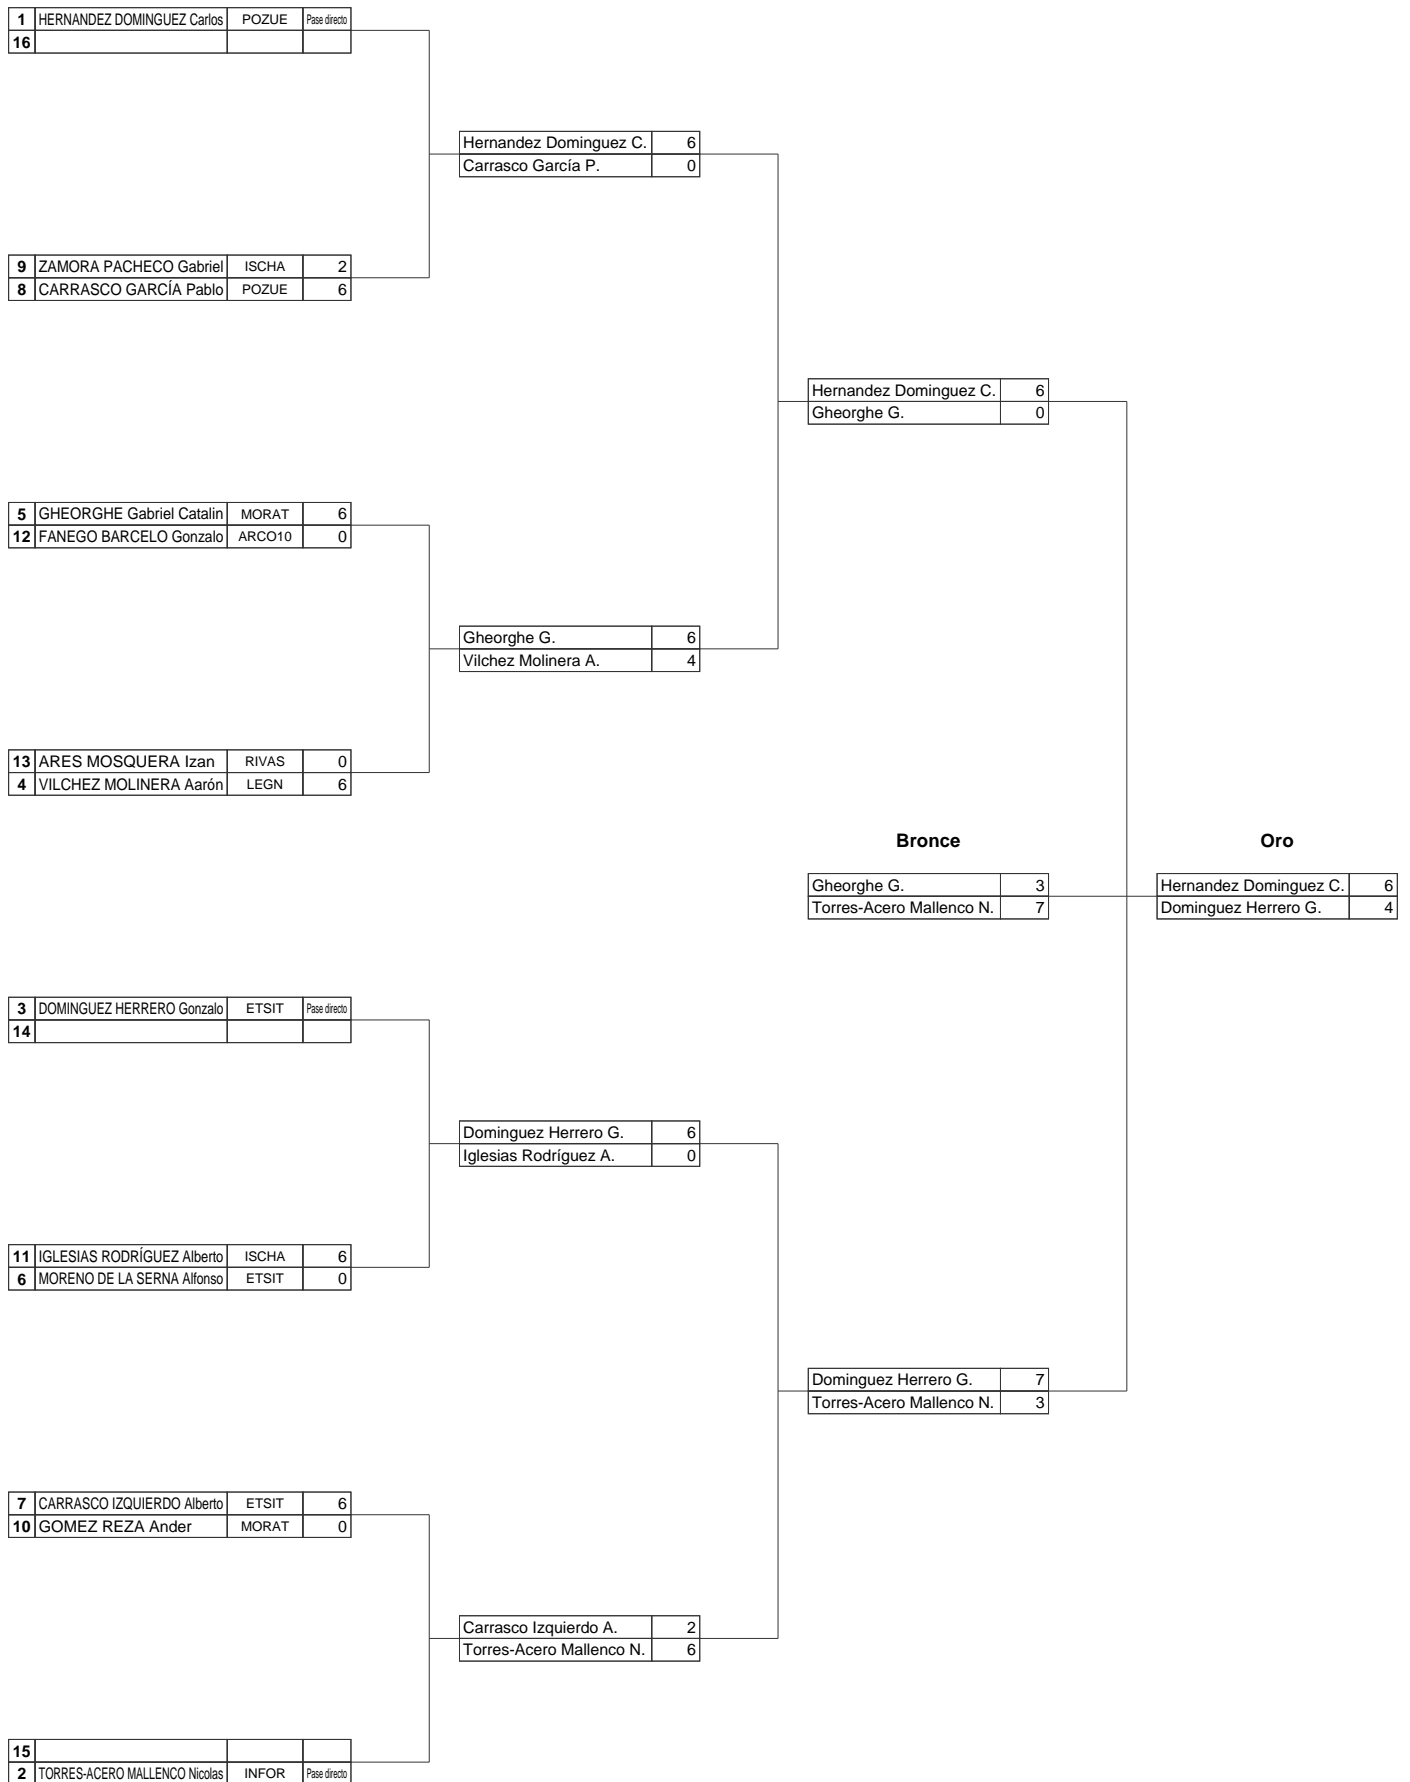 1 HERNANDEZ DOMINGUEZ Carlos POZUE Pase directo
16
Hernandez Dominguez C. 6
Carrasco García P. 0
9 ZAMORA PACHECO Gabriel ISCHA 2
8 CARRASCO GARCÍA Pablo POZUE 6
Hernandez Dominguez C. 6
Gheorghe G. 0
5 GHEORGHE Gabriel Catalin MORAT 6
12 FANEGO BARCELO Gonzalo ARCO10 0
Gheorghe G. 6
Vilchez Molinera A. 4
13 ARES MOSQUERA Izan RIVAS 0
4 VILCHEZ MOLINERA Aarón LEGN 6
Bronce Oro
Gheorghe G. 3 Hernandez Dominguez C. 6
Torres-Acero Mallenco N. 7 Dominguez Herrero G. 4
3 DOMINGUEZ HERRERO Gonzalo ETSIT Pase directo
14
Dominguez Herrero G. 6
Iglesias Rodríguez A. 0
11 IGLESIAS RODRÍGUEZ Alberto ISCHA 6
6 MORENO DE LA SERNA Alfonso ETSIT 0
Dominguez Herrero G. 7
Torres-Acero Mallenco N. 3
7 CARRASCO IZQUIERDO Alberto ETSIT 6
10 GOMEZ REZA Ander MORAT 0
Carrasco Izquierdo A. 2
Torres-Acero Mallenco N. 6
15
2 TORRES-ACERO MALLENCO Nicolas INFOR Pase directo